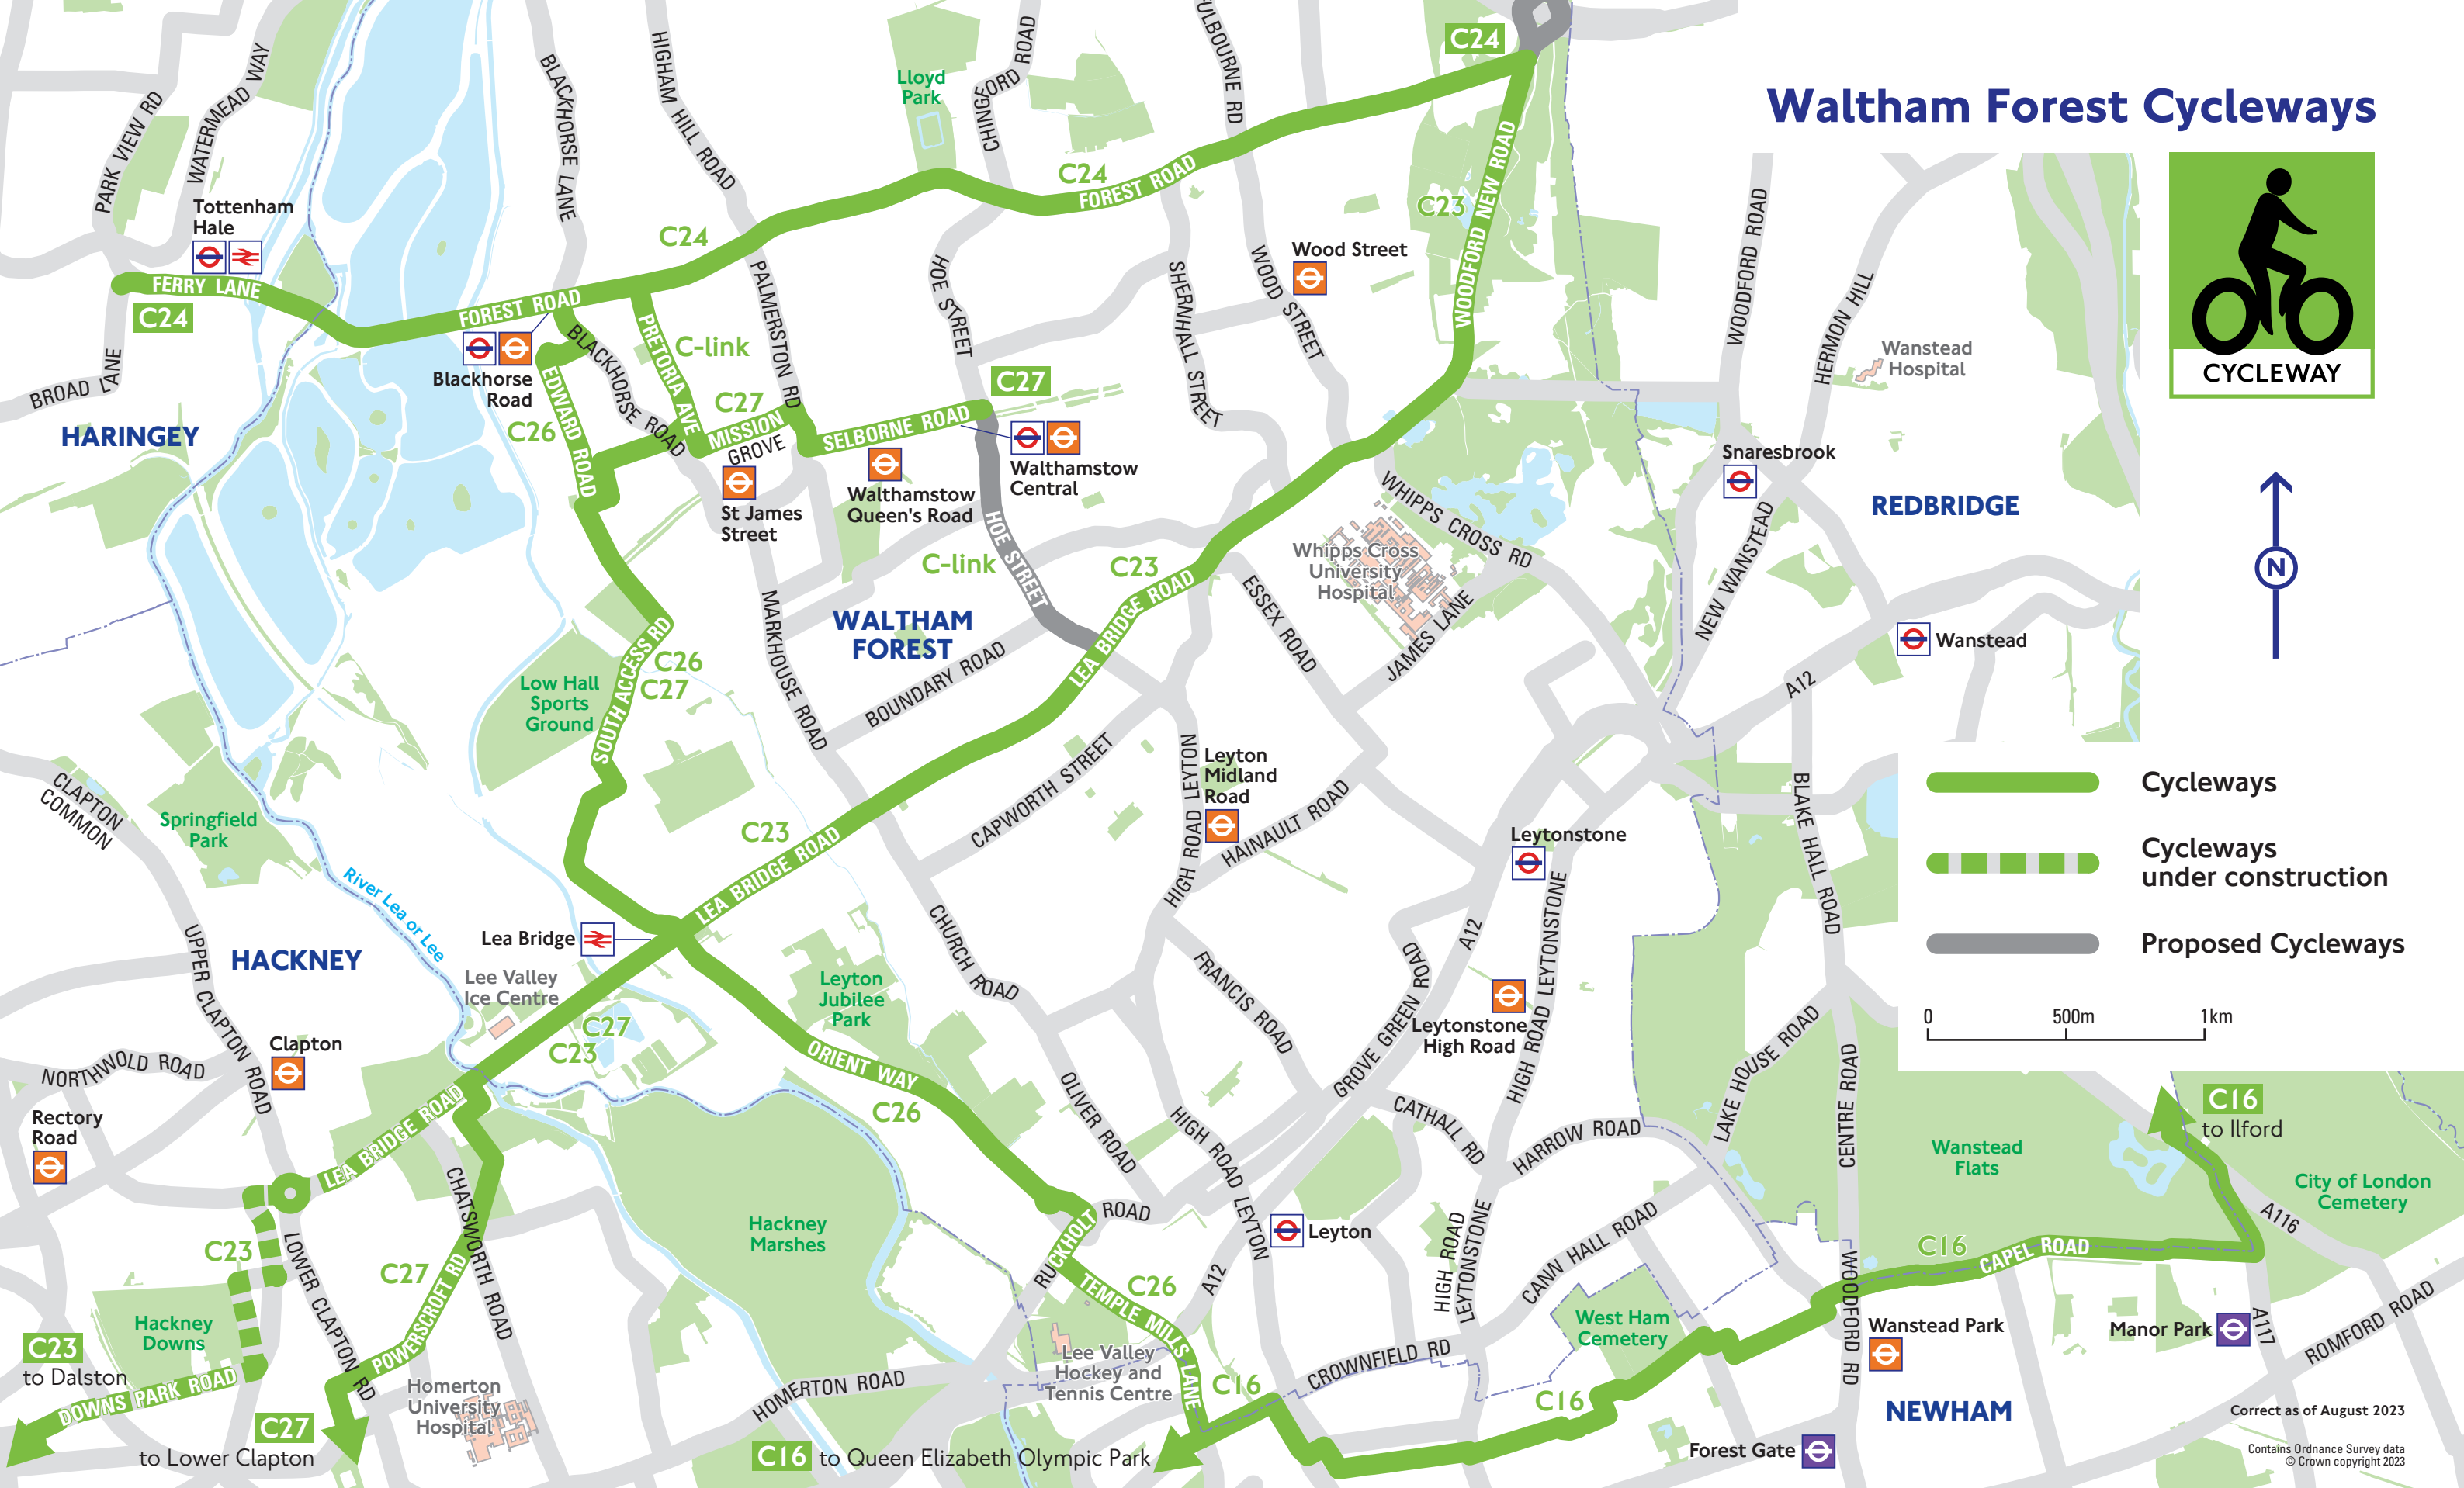 Waltham Forest Cycleways
CYCLEWAY
N
Cycleways
Cycleways
under construction
Proposed Cycleways
0 500m 1km
C24
PARK VIEW RD
WATERMEAD WAY
BLACKHORSE LANE
HIGHAM HILL ROAD
Lloyd
Park
CHINGFORD ROAD
FULBOURNE RD
C24
FOREST ROAD
C23
WOODFORD NEW ROAD
WOODFORD ROAD
HERMON HILL
Tottenham
Hale
FERRY LANE
C24
C24
FOREST ROAD
BROAD LANE
HARINGEY
Blackhorse
Road
BLACKHORSE ROAD
PRETORIA AVE
C-link
PALMERSTON RD
HOE STREET
SHERNHALL STREET
WOOD STREET
Wood Street
Wanstead
Hospital
EDWARD ROAD
C26
C27
MISSION
GROVE
SELBORNE ROAD
C27
Walthamstow
Central
Walthamstow
Queen's Road
St James
Street
Snaresbrook
REDBRIDGE
NEW WANSTEAD
WHIPPS CROSS RD
Whipps Cross
University
Hospital
JAMES LANE
ESSEX ROAD
C-link
HOE STREET
C23
LEA BRIDGE ROAD
WALTHAM
FOREST
MARKHOUSE ROAD
BOUNDARY ROAD
Wanstead
A12
C26
C27
SOUTH ACCESS RD
Low Hall
Sports
Ground
CLAPTON
COMMON
Springfield
Park
River Lea or Lee
C23
LEA BRIDGE ROAD
CAPWORTH STREET
Leyton
Midland
Road
HIGH ROAD LEYTON
HAINAULT ROAD
Leytonstone
BLAKE HALL ROAD
Lea Bridge
HACKNEY
UPPER CLAPTON ROAD
Lee Valley
Ice Centre
C27
C23
Leyton
Jubilee
Park
CHURCH ROAD
FRANCIS ROAD
GROVE GREEN ROAD
A12
Leytonstone
High Road
HIGH ROAD LEYTONSTONE
LAKE HOUSE ROAD
CENTRE ROAD
Clapton
NORTHWOLD ROAD
Rectory
Road
LEA BRIDGE ROAD
ORIENT WAY
C26
OLIVER ROAD
HIGH ROAD LEYTON
CATHALL RD
HARROW ROAD
Wanstead
Flats
C16
to Ilford
City of London
Cemetery
A116
CHATSWORTH ROAD
Hackney
Marshes
RUCKHOLT ROAD
Leyton
HIGH ROAD
LEYTONSTONE
CANN HALL ROAD
C16
CAPEL ROAD
C23
LOWER CLAPTON RD
C27
POWERSCROFT RD
Hackney
Downs
C23
to Dalston
DOWNS PARK ROAD
C27
to Lower Clapton
Homerton
University
Hospital
HOMERTON ROAD
C26
TEMPLE MILLS LANE
A12
Lee Valley
Hockey and
Tennis Centre
C16
C16
to Queen Elizabeth Olympic Park
CROWNFIELD RD
West Ham
Cemetery
C16
WOODFORD RD
Wanstead Park
Manor Park
A117
ROMFORD ROAD
NEWHAM
Forest Gate
Correct as of August 2023
Contains Ordnance Survey data
© Crown copyright 2023